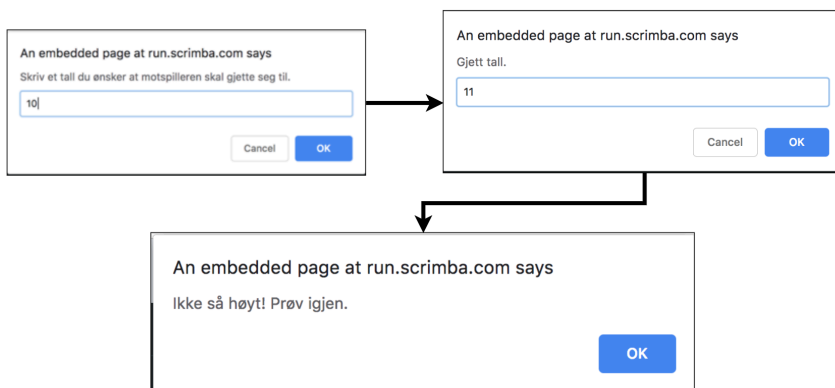 An embedded page at run.scrimba.com says
Skriv et tall du ønsker at motspilleren skal gjette seg til.
10
Cancel OK
An embedded page at run.scrimba.com says
Gjett tall.
11
Cancel OK
An embedded page at run.scrimba.com says
Ikke så høyt! Prøv igjen.
OK